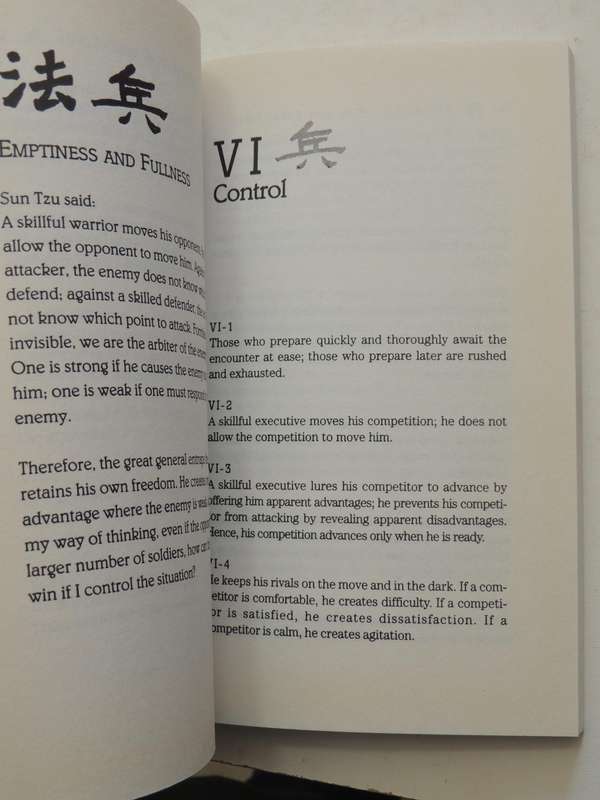 法兵
EMPTINESS AND FULLNESS
Sun Tzu said:
A skillful warrior moves his opponent
allow the opponent to move him.
attacker, the enemy does not know
defend; against a skilled defender, the
not know which point to attack.
invisible, we are the arbiter of the
One is strong if he causes the enemy
him; one is weak if one must respond
enemy.
Therefore, the great general
retains his own freedom. He creates
advantage where the enemy is
my way of thinking, even if the
larger number of soldiers, how can
win if I control the situation?
VI 兵
Control
VI-1
Those who prepare quickly and thoroughly await the
encounter at ease; those who prepare later are rushed
and exhausted.
VI-2
A skillful executive moves his competition; he does not
allow the competition to move him.
VI-3
A skillful executive lures his competitor to advance by
offering him apparent advantages; he prevents his competi-
tor from attacking by revealing apparent disadvantages.
Hence, his competition advances only when he is ready.
VI-4
He keeps his rivals on the move and in the dark. If a com-
petitor is comfortable, he creates difficulty. If a competi-
tor is satisfied, he creates dissatisfaction. If a
competitor is calm, he creates agitation.